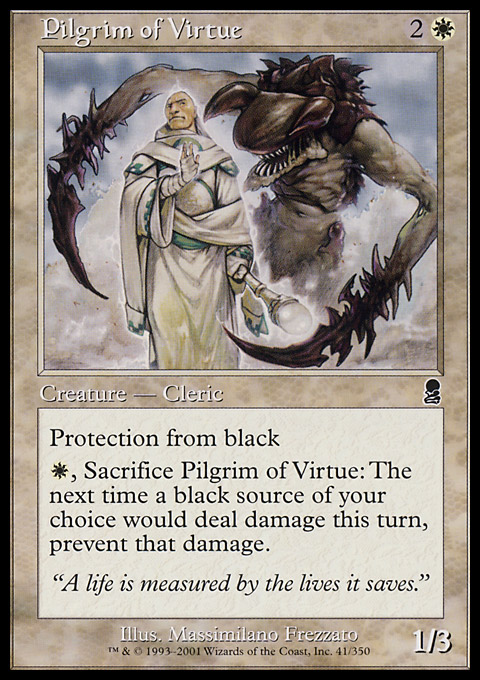 Pilgrim of Virtue 2
Creature — Cleric
Protection from black
, Sacrifice Pilgrim of Virtue: The
next time a black source of your
choice would deal damage this turn,
prevent that damage.
“A life is measured by the lives it saves.”
Illus. Massimiliano Frezzato
™ & © 1993–2001 Wizards of the Coast, Inc. 41/350
1/3